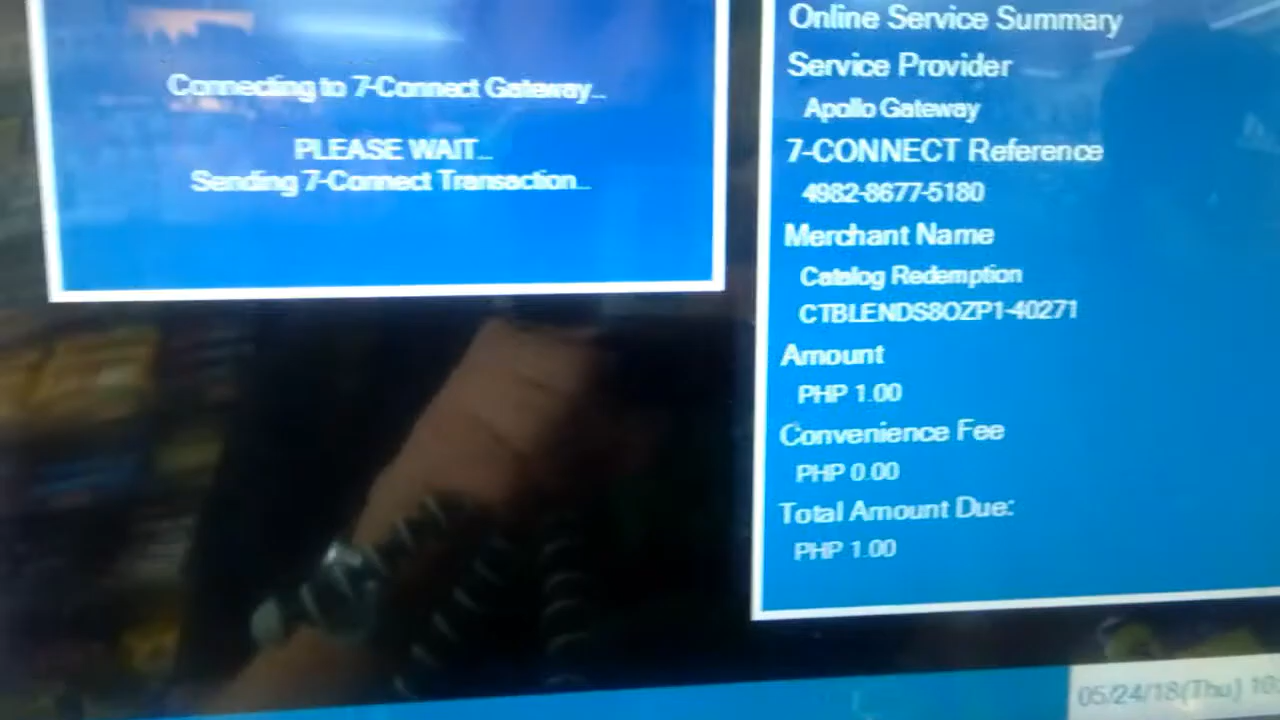 Connecting to 7-Connect Gateway...
PLEASE WAIT...
Sending 7-Connect Transaction...
Online Service Summary
Service Provider
Apollo Gateway
7-CONNECT Reference
4982-8677-5180
Merchant Name
Catalog Redemption
CTBLENDS8OZP1-40271
Amount
PHP 1.00
Convenience Fee
PHP 0.00
Total Amount Due:
PHP 1.00
05/24/18(Thu)